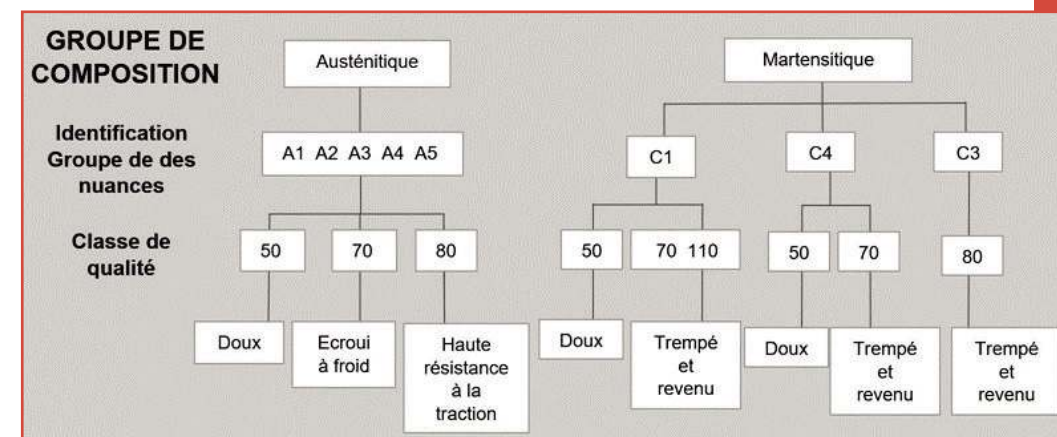 GROUPE DE
COMPOSITION
Austénitique
Martensitique
Identification
Groupe de des
nuances
A1 A2 A3 A4 A5
C1
C4
C3
Classe de
qualité
50
70
80
50
70 110
50
70
80
Doux
Ecroui
à froid
Haute
résistance
à la
traction
Doux
Trempé
et
revenu
Doux
Trempé
et
revenu
Trempé
et
revenu